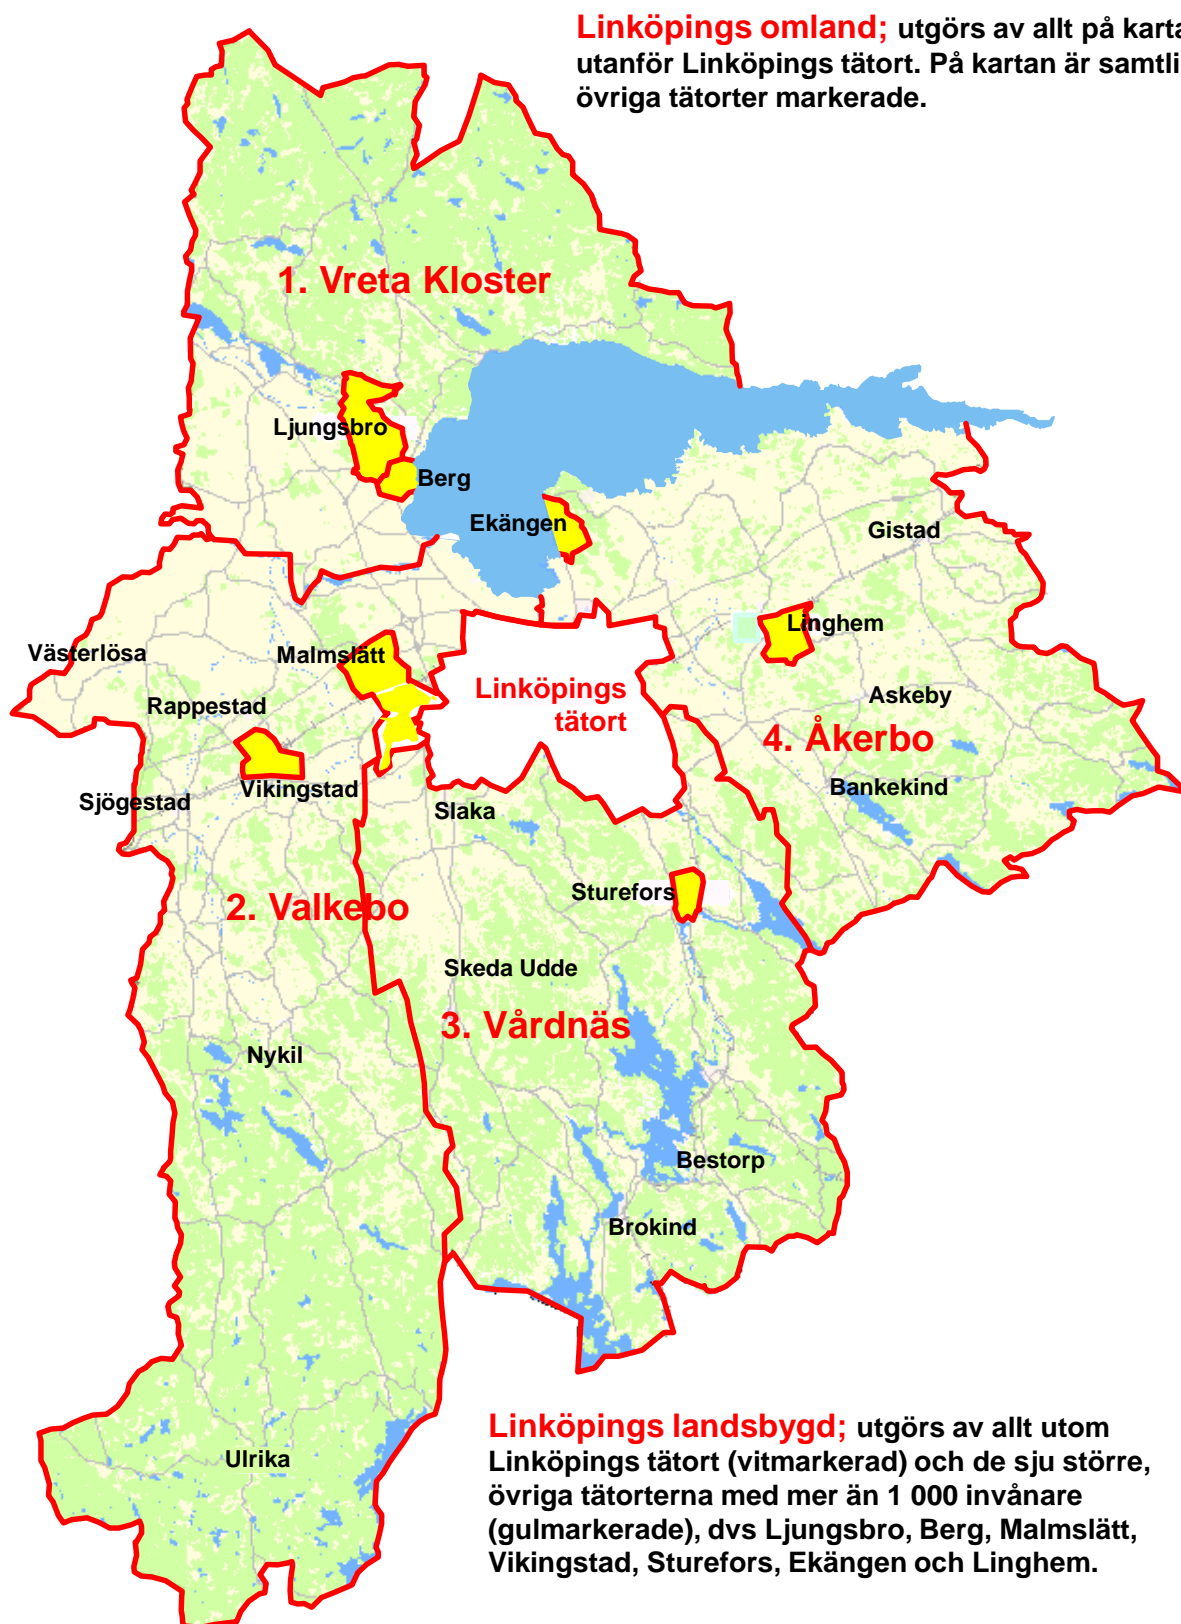 Linköpings omland; utgörs av allt på karta
utanför Linköpings tätort. På kartan är samtli
övriga tätorter markerade.
1. Vreta Kloster
Ljungsbro
Berg
Ekängen
Gistad
Linghem
Västerlösa
Malmslätt
Linköpings
tätort
Rappestad
Askeby
4. Åkerbo
Sjögestad
Vikingstad
Bankekind
Slaka
Sturefors
2. Valkebo
Skeda Udde
3. Vårdnäs
Nykil
Bestorp
Brokind
Ulrika
Linköpings landsbygd; utgörs av allt utom
Linköpings tätort (vitmarkerad) och de sju större,
övriga tätorterna med mer än 1 000 invånare
(gulmarkerade), dvs Ljungsbro, Berg, Malmslätt,
Vikingstad, Sturefors, Ekängen och Linghem.